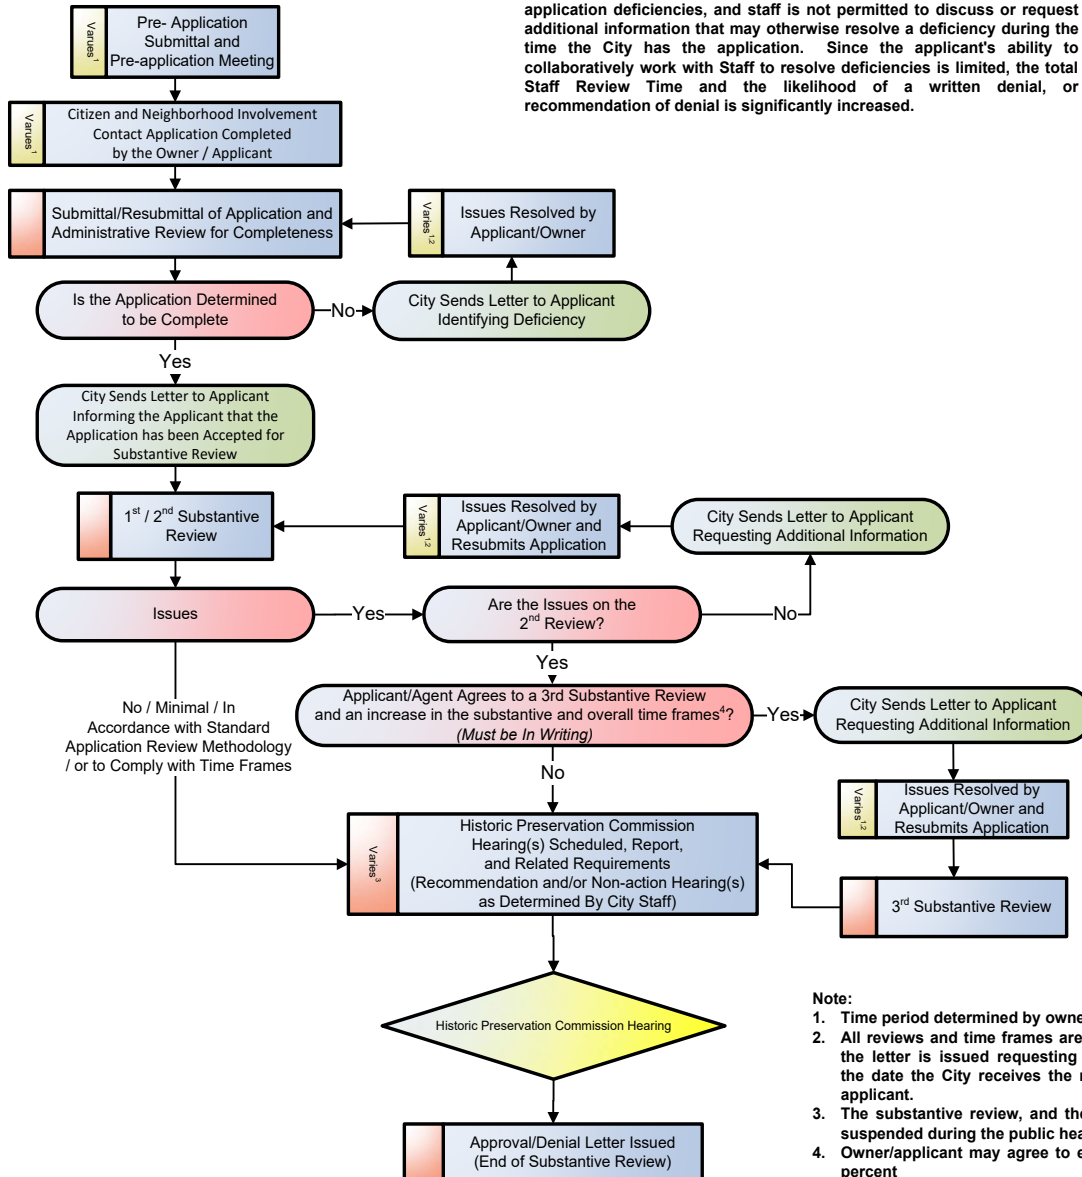 application deficiencies, and staff is not permitted to discuss or request
additional information that may otherwise resolve a deficiency during the
time the City has the application. Since the applicant's ability to
collaboratively work with Staff to resolve deficiencies is limited, the total
Staff Review Time and the likelihood of a written denial, or
recommendation of denial is significantly increased.
Varues1
Pre- Application
Submittal and
Pre-application Meeting
Varues1
Citizen and Neighborhood Involvement
Contact Application Completed
by the Owner / Applicant
Submittal/Resubmittal of Application and
Administrative Review for Completeness
Varies1,2
Issues Resolved by
Applicant/Owner
Is the Application Determined
to be Complete
No
City Sends Letter to Applicant
Identifying Deficiency
Yes
City Sends Letter to Applicant
Informing the Applicant that the
Application has been Accepted for
Substantive Review
1st / 2nd Substantive
Review
Varies1,2
Issues Resolved by
Applicant/Owner and
Resubmits Application
City Sends Letter to Applicant
Requesting Additional Information
Issues
Yes
Are the Issues on the
2nd Review?
No
Yes
No / Minimal / In
Accordance with Standard
Application Review Methodology
/ or to Comply with Time Frames
Applicant/Agent Agrees to a 3rd Substantive Review
and an increase in the substantive and overall time frames4?
(Must be In Writing)
Yes
City Sends Letter to Applicant
Requesting Additional Information
No
Varies1,2
Issues Resolved by
Applicant/Owner and
Resubmits Application
Varies3
Historic Preservation Commission
Hearing(s) Scheduled, Report,
and Related Requirements
(Recommendation and/or Non-action Hearing(s)
as Determined By City Staff)
3rd Substantive Review
Historic Preservation Commission Hearing
Approval/Denial Letter Issued
(End of Substantive Review)
Note:
1. Time period determined by owne
2. All reviews and time frames are
the letter is issued requesting
the date the City receives the
applicant.
3. The substantive review, and the
suspended during the public hea
4. Owner/applicant may agree to e
percent